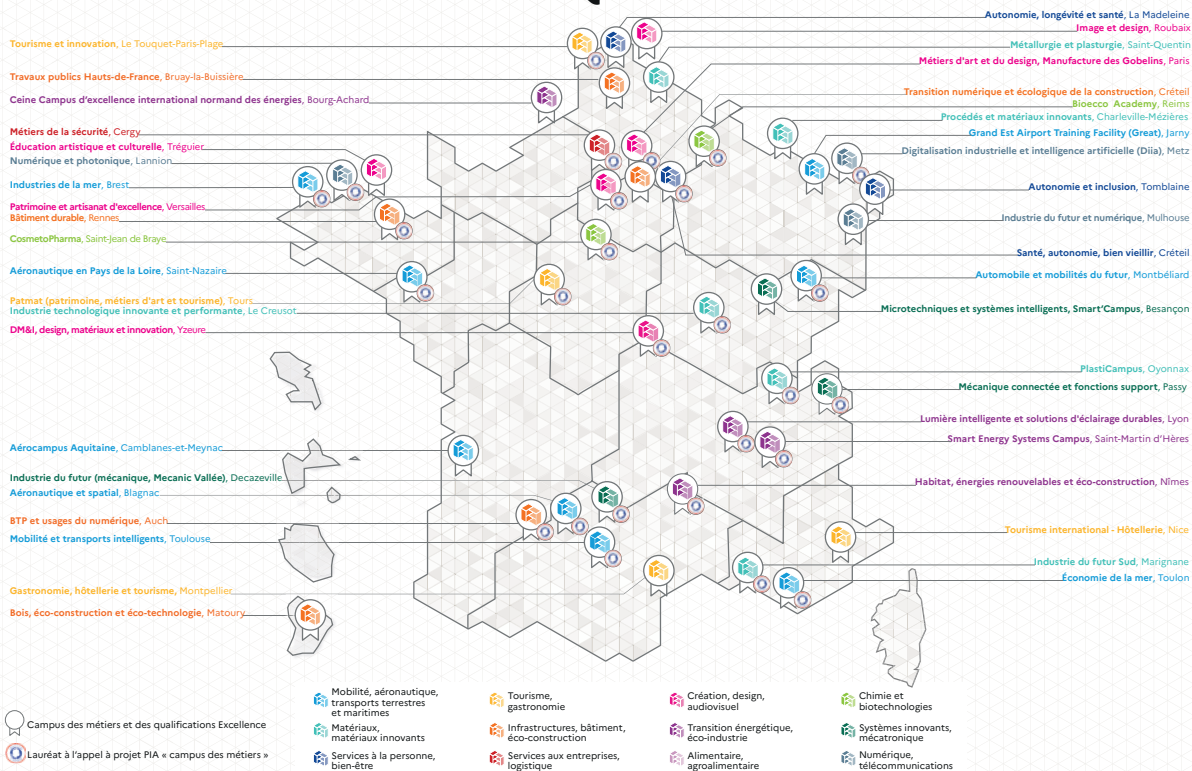 Tourisme et innovation, Le Touquet-Paris-Plage
Travaux publics Hauts-de-France, Bruay-la-Buissière
Ceine Campus d'excellence international normand des énergies, Bourg-Achard
Métiers de la sécurité, Cergy
Éducation artistique et culturelle, Tréguier
Numérique et photonique, Lannion
Industries de la mer, Brest
Patrimoine et artisanat d'excellence, Versailles
Bâtiment durable, Rennes
CosmetoPharma, Saint-Jean de Braye
Aéronautique en Pays de la Loire, Saint-Nazaire
Patmat (patrimoine, métiers d'art et tourisme), Tours
Industrie technologique innovante et performante, Le Creusot
DM&I, design, matériaux et innovation, Yzeure
Aérocampus Aquitaine, Camblanes-et-Meynac
Industrie du futur (mécanique, Mecanic Vallée), Decazeville
Aéronautique et spatial, Blagnac
BTP et usages du numérique, Auch
Mobilité et transports intelligents, Toulouse
Gastronomie, hôtellerie et tourisme, Montpellier
Bois, éco-construction et éco-technologie, Matoury
Autonomie, longévité et santé, La Madeleine
Image et design, Roubaix
Métallurgie et plasturgie, Saint-Quentin
Métiers d'art et du design, Manufacture des Gobelins, Paris
Transition numérique et écologique de la construction, Créteil
Bioecco Academy, Reims
Procédés et matériaux innovants, Charleville-Mézières
Grand Est Airport Training Facility (Great), Jarny
Digitalisation industrielle et intelligence artificielle (Diia), Metz
Autonomie et inclusion, Tomblaine
Industrie du futur et numérique, Mulhouse
Santé, autonomie, bien vieillir, Créteil
Automobile et mobilités du futur, Montbéliard
Microtechniques et systèmes intelligents, Smart'Campus, Besançon
PlastiCampus, Oyonnax
Mécanique connectée et fonctions support, Passy
Lumière intelligente et solutions d'éclairage durables, Lyon
Smart Energy Systems Campus, Saint-Martin d'Hères
Habitat, énergies renouvelables et éco-construction, Nîmes
Tourisme international - Hôtellerie, Nice
Industrie du futur Sud, Marignane
Économie de la mer, Toulon
Campus des métiers et des qualifications Excellence
Lauréat à l'appel à projet PIA « campus des métiers »
Mobilité, aéronautique,
transports terrestres
et maritimes
Matériaux,
matériaux innovants
Services à la personne,
bien-être
Tourisme,
gastronomie
Infrastructures, bâtiment,
éco-construction
Services aux entreprises,
logistique
Création, design,
audiovisuel
Transition énergétique,
éco-industrie
Alimentaire,
agroalimentaire
Chimie et
biotechnologies
Systèmes innovants,
mécatronique
Numérique,
télécommunications